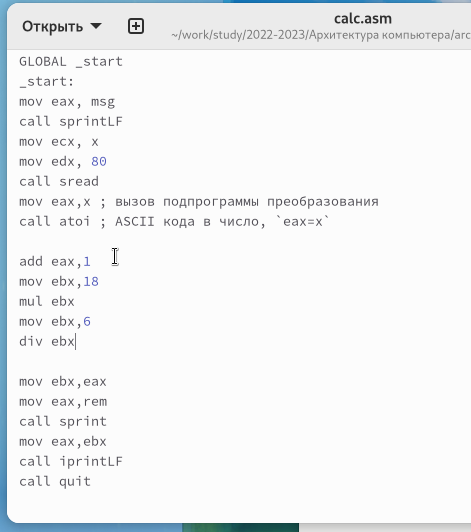 Открыть
calc.asm
~/work/study/2022-2023/Архитектура компьютера/arc
GLOBAL _start
_start:
mov eax, msg
call sprintLF
mov ecx, x
mov edx, 80
call sread
mov eax,x ; вызов подпрограммы преобразования
call atoi ; ASCII кода в число, `eax=x`
add eax,1
mov ebx,18
mul ebx
mov ebx,6
div ebx
mov ebx,eax
mov eax,rem
call sprint
mov eax,ebx
call iprintLF
call quit